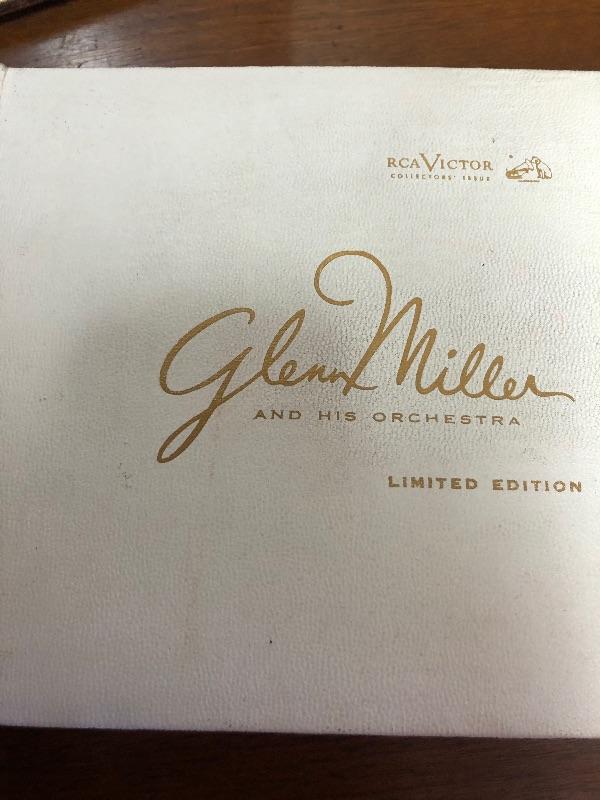 RCA VICTOR
COLLECTORS' ISSUE
Glenn Miller
AND HIS ORCHESTRA
LIMITED EDITION